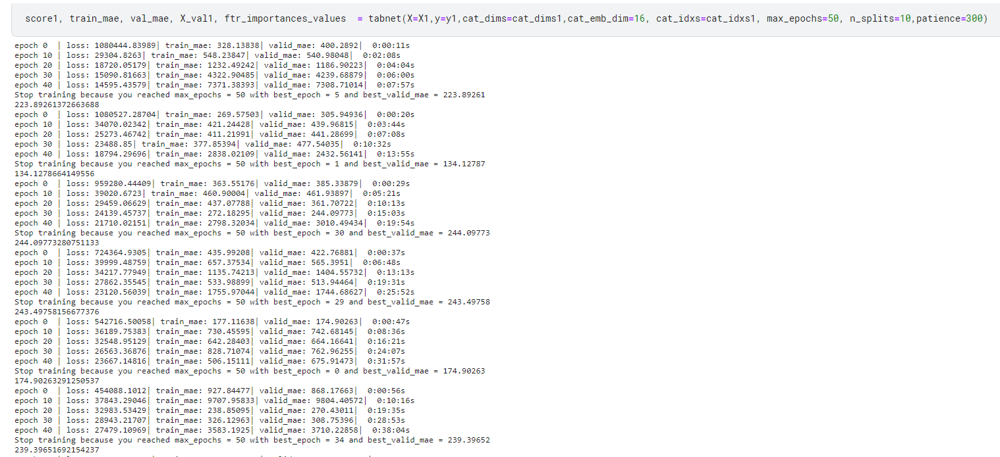 score1, train_mae, val_mae, X_val1, ftr_importances_values  = tabnet(X=X1,y=y1,cat_dims=cat_dims1,cat_emb_dim=16, cat_idxs=cat_idxs1, max_epochs=50, n_splits=10,patience=300)
epoch 0  | loss: 1080444.83989| train_mae: 328.13838| valid_mae: 400.2892|  0:00:11s
epoch 10 | loss: 29304.8263| train_mae: 548.23847| valid_mae: 540.98048|  0:02:08s
epoch 20 | loss: 18720.05179| train_mae: 1232.49242| valid_mae: 1186.90223|  0:04:04s
epoch 30 | loss: 15090.81663| train_mae: 4322.90485| valid_mae: 4239.68879|  0:06:00s
epoch 40 | loss: 14595.43579| train_mae: 7371.38393| valid_mae: 7308.71014|  0:07:57s
Stop training because you reached max_epochs = 50 with best_epoch = 5 and best_valid_mae = 223.89261
223.89261372663688
epoch 0  | loss: 1080527.28704| train_mae: 269.57503| valid_mae: 305.94936|  0:00:20s
epoch 10 | loss: 34070.02342| train_mae: 421.24428| valid_mae: 439.96815|  0:03:44s
epoch 20 | loss: 25273.46742| train_mae: 411.21991| valid_mae: 441.28699|  0:07:08s
epoch 30 | loss: 23488.85| train_mae: 377.85394| valid_mae: 477.54035|  0:10:32s
epoch 40 | loss: 18794.29696| train_mae: 2838.02109| valid_mae: 2432.56141|  0:13:55s
Stop training because you reached max_epochs = 50 with best_epoch = 1 and best_valid_mae = 134.12787
134.1278664149556
epoch 0  | loss: 959280.44409| train_mae: 363.55176| valid_mae: 385.33879|  0:00:29s
epoch 10 | loss: 39020.6723| train_mae: 460.90004| valid_mae: 461.93897|  0:05:21s
epoch 20 | loss: 29459.06629| train_mae: 437.07788| valid_mae: 361.70722|  0:10:13s
epoch 30 | loss: 24139.45737| train_mae: 272.18295| valid_mae: 244.09773|  0:15:03s
epoch 40 | loss: 21710.02151| train_mae: 2798.32034| valid_mae: 3010.49434|  0:19:54s
Stop training because you reached max_epochs = 50 with best_epoch = 30 and best_valid_mae = 244.09773
244.09773280751133
epoch 0  | loss: 724364.9305| train_mae: 435.99208| valid_mae: 422.76881|  0:00:37s
epoch 10 | loss: 39999.48759| train_mae: 657.37534| valid_mae: 565.3951|  0:06:48s
epoch 20 | loss: 34217.77949| train_mae: 1135.74213| valid_mae: 1404.55732|  0:13:13s
epoch 30 | loss: 27862.35545| train_mae: 533.98899| valid_mae: 513.94464|  0:19:31s
epoch 40 | loss: 23120.56039| train_mae: 1755.97044| valid_mae: 1744.68627|  0:25:52s
Stop training because you reached max_epochs = 50 with best_epoch = 29 and best_valid_mae = 243.49758
243.49758156677376
epoch 0  | loss: 542716.50058| train_mae: 177.11638| valid_mae: 174.90263|  0:00:47s
epoch 10 | loss: 36189.75383| train_mae: 730.45595| valid_mae: 742.68145|  0:08:36s
epoch 20 | loss: 32548.95129| train_mae: 642.28403| valid_mae: 664.16641|  0:16:21s
epoch 30 | loss: 26563.36876| train_mae: 828.71074| valid_mae: 762.96255|  0:24:07s
epoch 40 | loss: 23667.14816| train_mae: 506.15111| valid_mae: 675.91473|  0:31:57s
Stop training because you reached max_epochs = 50 with best_epoch = 0 and best_valid_mae = 174.90263
174.90263291250537
epoch 0  | loss: 454088.1012| train_mae: 927.84477| valid_mae: 868.17663|  0:00:56s
epoch 10 | loss: 37843.29046| train_mae: 9707.95833| valid_mae: 9804.40572|  0:10:16s
epoch 20 | loss: 32983.53429| train_mae: 238.85095| valid_mae: 270.43011|  0:19:35s
epoch 30 | loss: 28943.21707| train_mae: 326.12963| valid_mae: 308.75396|  0:28:53s
epoch 40 | loss: 27479.10969| train_mae: 3583.1925| valid_mae: 3710.22858|  0:38:04s
Stop training because you reached max_epochs = 50 with best_epoch = 34 and best_valid_mae = 239.39652
239.39651692154237